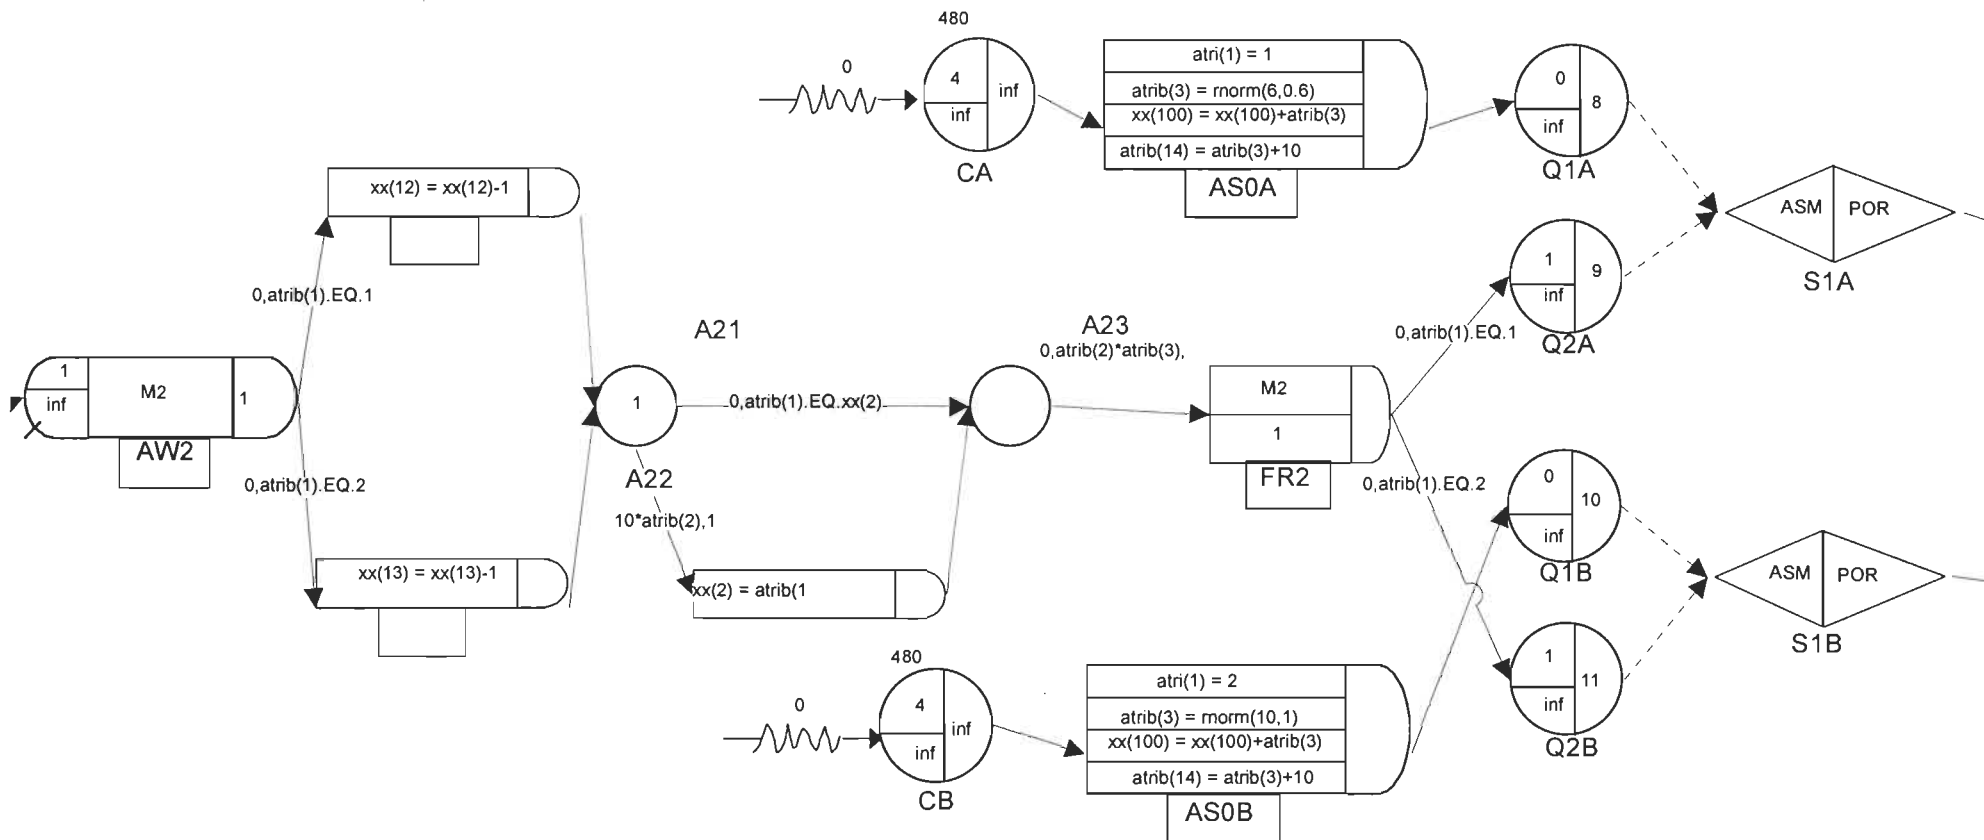 480
0
4
inf
inf
CA
atri(1) = 1
atrib(3) = rnorm(6,0.6)
xx(100) = xx(100)+atrib(3)
atrib(14) = atrib(3)+10
AS0A
0
8
inf
Q1A
ASM
POR
S1A
1
9
inf
Q2A
xx(12) = xx(12)-1
0,atrib(1).EQ.1
1
inf
M2
1
AW2
0,atrib(1).EQ.2
xx(13) = xx(13)-1
A21
1
0,atrib(1).EQ.xx(2)
A22
10*atrib(2),1
xx(2) = atrib(1
A23
0,atrib(2)*atrib(3),
M2
1
FR2
0,atrib(1).EQ.1
0,atrib(1).EQ.2
0
10
inf
Q1B
ASM
POR
S1B
1
11
inf
Q2B
480
0
4
inf
inf
CB
atri(1) = 2
atrib(3) = rnorm(10,1)
xx(100) = xx(100)+atrib(3)
atrib(14) = atrib(3)+10
AS0B